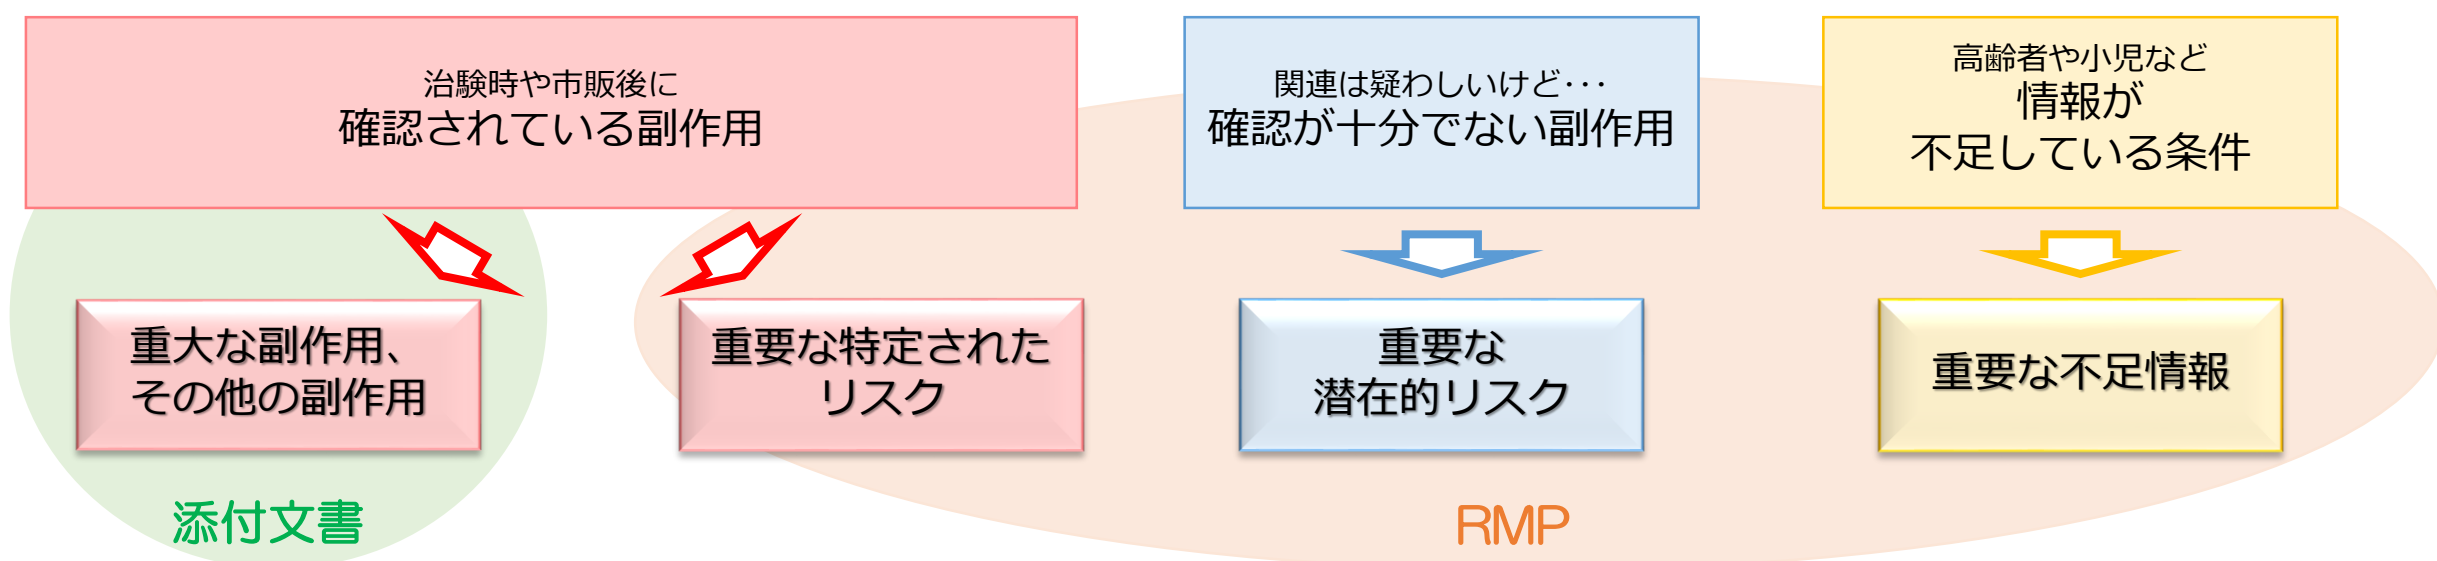 治験時や市販後に
確認されている副作用
関連は疑わしいけど･･･
確認が十分でない副作用
高齢者や小児など
情報が
不足している条件
重大な副作用、
その他の副作用
重要な特定された
リスク
重要な
潜在的リスク
重要な不足情報
添付文書
RMP